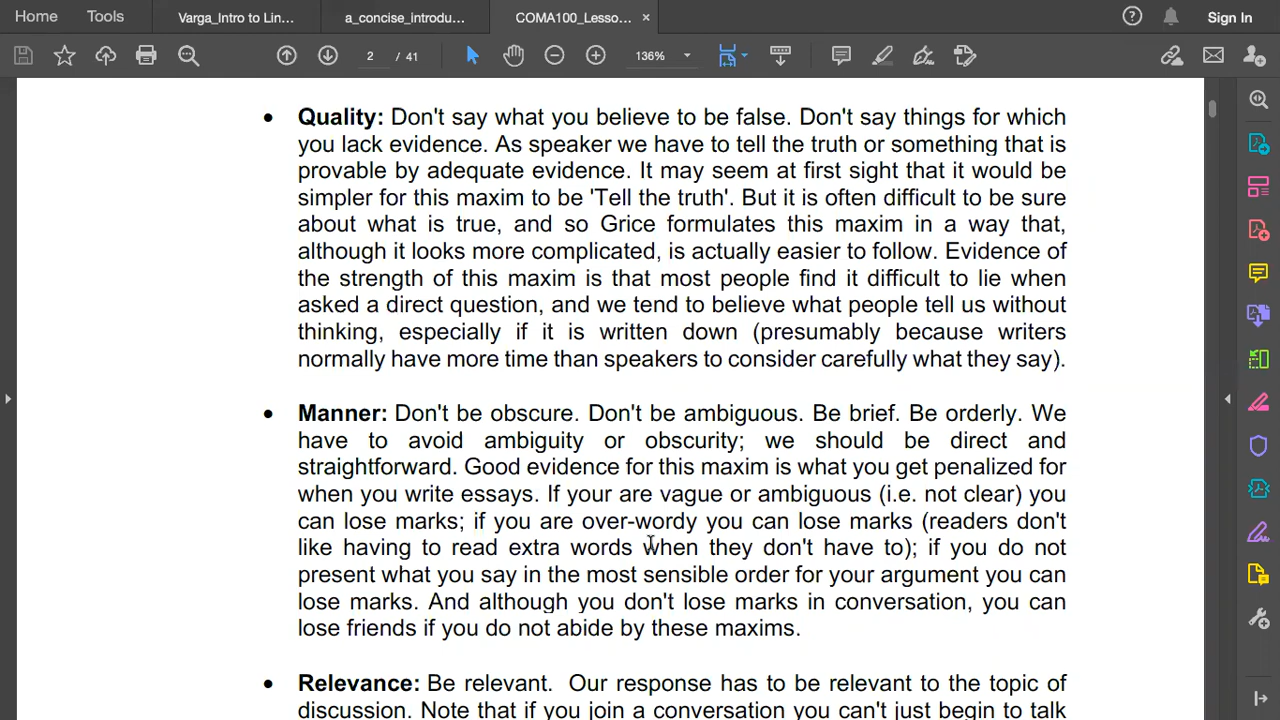 Home Tools Varga_Intro to Lin... a_concise_introdu... COMA100_Lesso... × Sign In
2 / 41 136%
• Quality: Don't say what you believe to be false. Don't say things for which
you lack evidence. As speaker we have to tell the truth or something that is
provable by adequate evidence. It may seem at first sight that it would be
simpler for this maxim to be 'Tell the truth'. But it is often difficult to be sure
about what is true, and so Grice formulates this maxim in a way that,
although it looks more complicated, is actually easier to follow. Evidence of
the strength of this maxim is that most people find it difficult to lie when
asked a direct question, and we tend to believe what people tell us without
thinking, especially if it is written down (presumably because writers
normally have more time than speakers to consider carefully what they say).
• Manner: Don't be obscure. Don't be ambiguous. Be brief. Be orderly. We
have to avoid ambiguity or obscurity; we should be direct and
straightforward. Good evidence for this maxim is what you get penalized for
when you write essays. If your are vague or ambiguous (i.e. not clear) you
can lose marks; if you are over-wordy you can lose marks (readers don't
like having to read extra words when they don't have to); if you do not
present what you say in the most sensible order for your argument you can
lose marks. And although you don't lose marks in conversation, you can
lose friends if you do not abide by these maxims.
• Relevance: Be relevant. Our response has to be relevant to the topic of
discussion. Note that if you join a conversation you can't just begin to talk